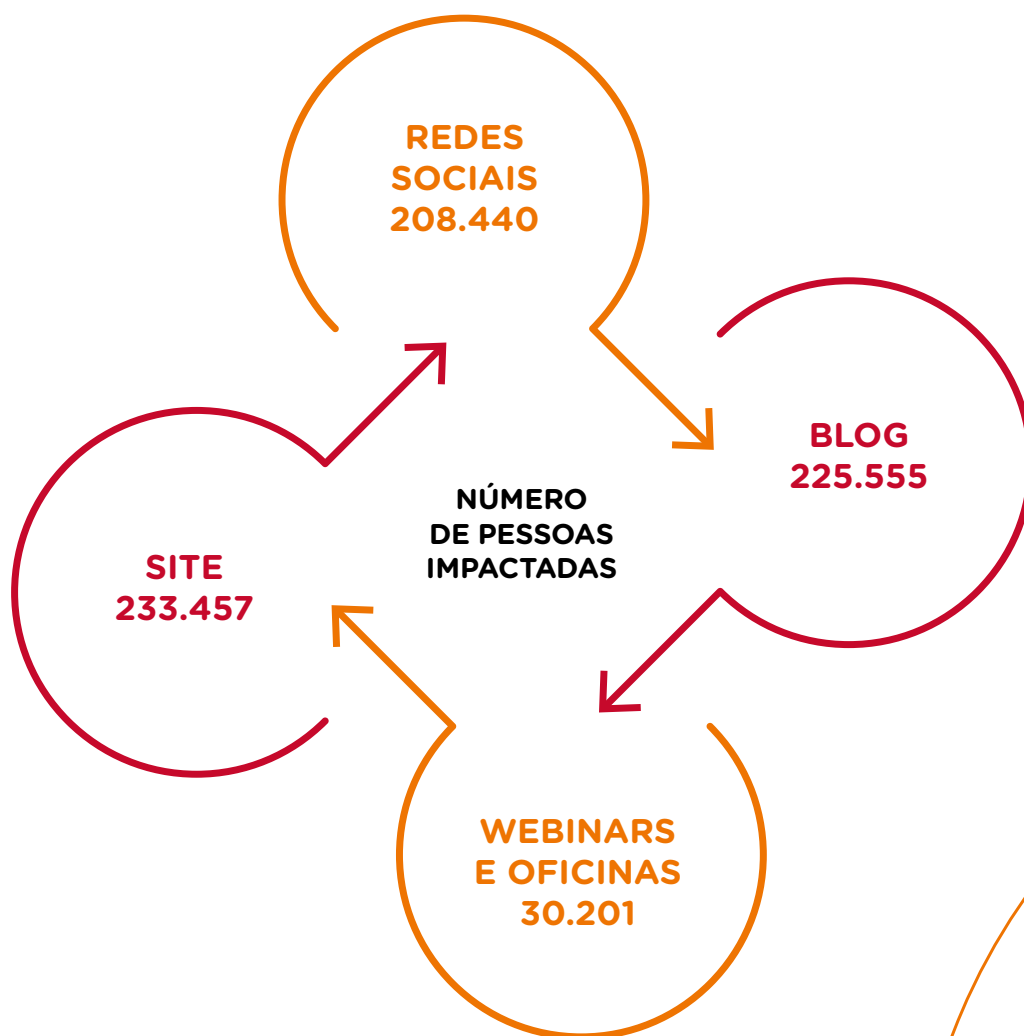 REDES
SOCIAIS
208.440
BLOG
225.555
NÚMERO
DE PESSOAS
IMPACTADAS
SITE
233.457
WEBINARS
E OFICINAS
30.201